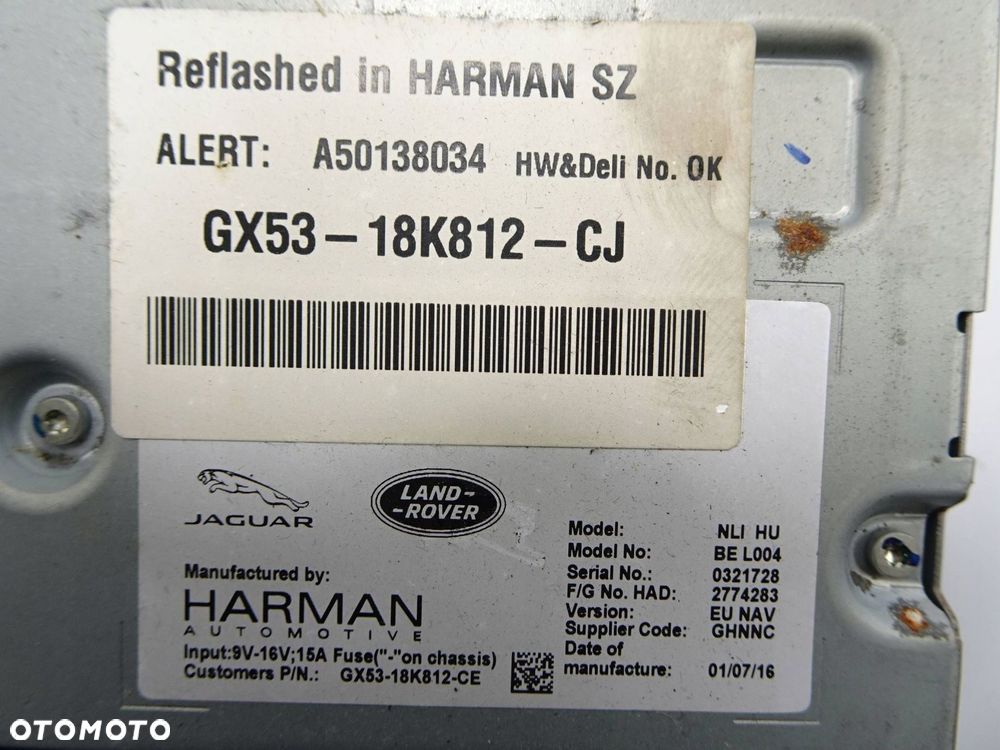 Reflashed in HARMAN SZ
ALERT: A50138034 HW&Deli No. OK
GX53-18K812-CJ
JAGUAR
LAND-
-ROVER
Manufactured by:
HARMAN
AUTOMOTIVE
Input:9V-16V;15A Fuse("-"on chassis)
Customers P/N.: GX53-18K812-CE
Model: NLI HU
Model No: BE L004
Serial No.: 0321728
F/G No. HAD: 2774283
Version: EU NAV
Supplier Code: GHNNC
Date of
manufacture: 01/07/16
OTOMOTO
OTOMOTO